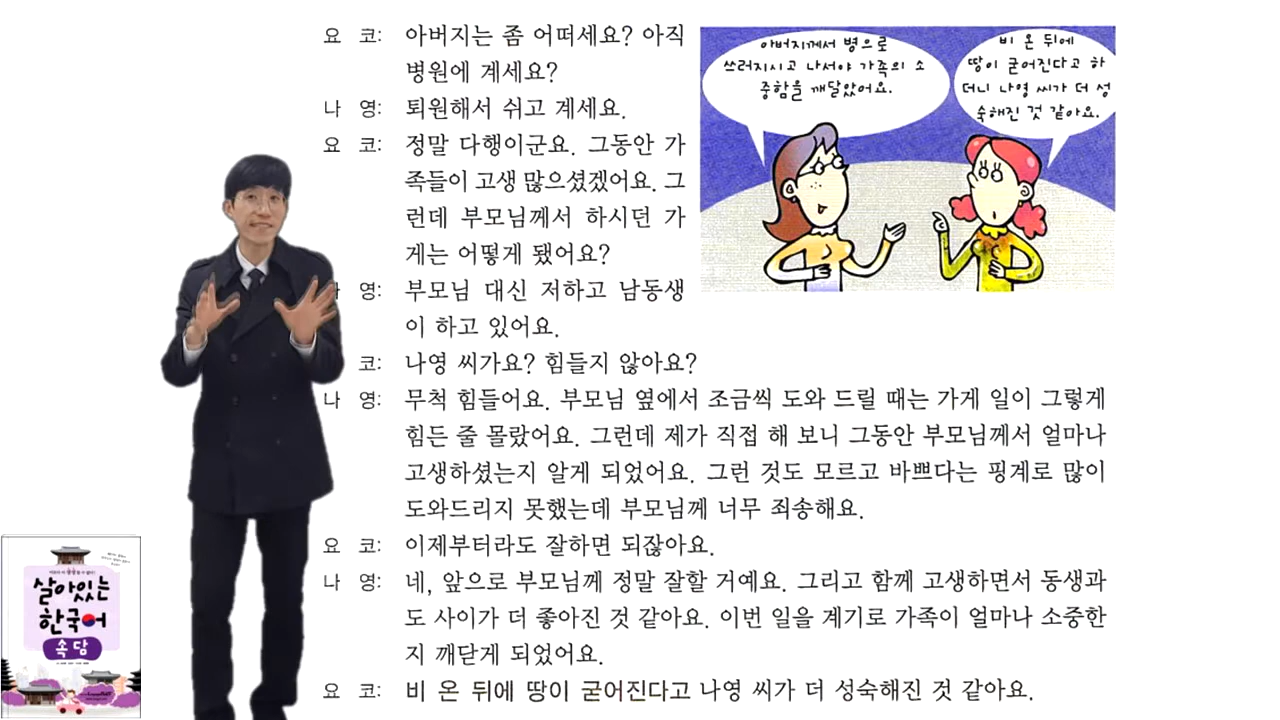 요 코: 아버지는 좀 어떠세요? 아직
병원에 계세요?
나 영: 퇴원해서 쉬고 계세요.
요 코: 정말 다행이군요. 그동안 가
족들이 고생 많으셨겠어요. 그
런데 부모님께서 하시던 가
게는 어떻게 됐어요?
영: 부모님 대신 저하고 남동생
이 하고 있어요.
코: 나영 씨가요? 힘들지 않아요?
나 영: 무척 힘들어요. 부모님 옆에서 조금씩 도와 드릴 때는 가게 일이 그렇게
힘든 줄 몰랐어요. 그런데 제가 직접 해 보니 그동안 부모님께서 얼마나
고생하셨는지 알게 되었어요. 그런 것도 모르고 바쁘다는 핑계로 많이
도와드리지 못했는데 부모님께 너무 죄송해요.
요 코: 이제부터라도 잘하면 되잖아요.
나 영: 네, 앞으로 부모님께 정말 잘할 거예요. 그리고 함께 고생하면서 동생과
도 사이가 더 좋아진 것 같아요. 이번 일을 계기로 가족이 얼마나 소중한
지 깨닫게 되었어요.
요 코: 비 온 뒤에 땅이 굳어진다고 나영 씨가 더 성숙해진 것 같아요.
아버지께서 병으로
쓰러지시고 나서야 가족의 소
중함을 깨달았어요.
비 온 뒤에
땅이 굳어진다고 하
더니 나영 씨가 더 성
숙해진 것 같아요.
살아있는
한국어
속담